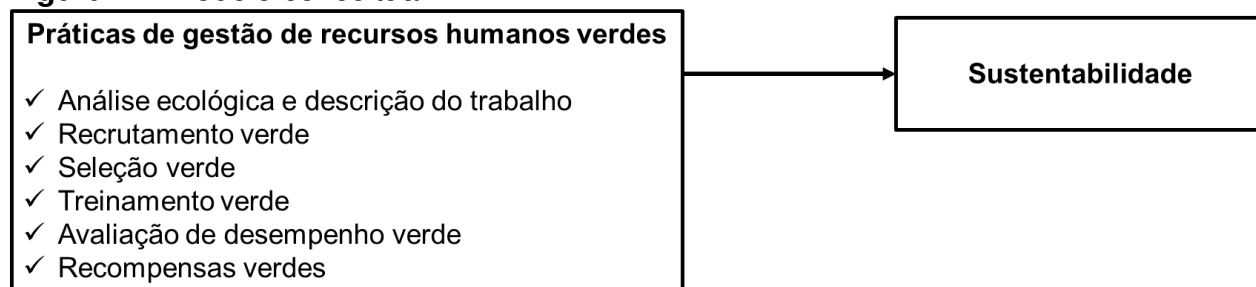 Práticas de gestão de recursos humanos verdes
✓ Análise ecológica e descrição do trabalho
✓ Recrutamento verde
✓ Seleção verde
✓ Treinamento verde
✓ Avaliação de desempenho verde
✓ Recompensas verdes
Sustentabilidade